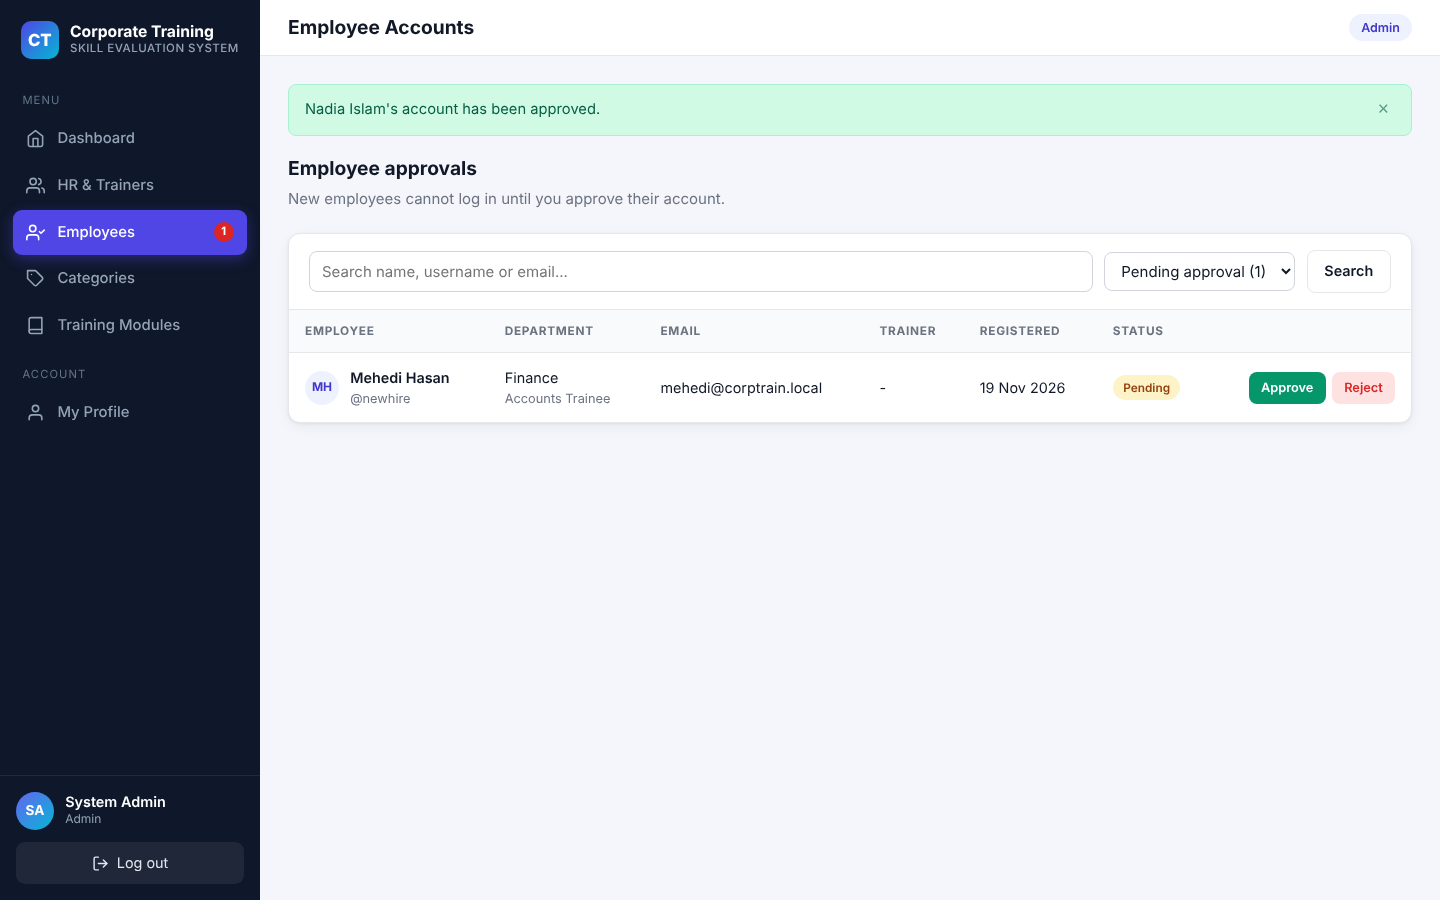 CT
Corporate Training
SKILL EVALUATION SYSTEM
MENU
Dashboard
HR & Trainers
Employees 1
Categories
Training Modules
ACCOUNT
My Profile
SA
System Admin
Admin
Log out
Employee Accounts
Admin
Nadia Islam's account has been approved. ×
Employee approvals
New employees cannot log in until you approve their account.
Search name, username or email...
Pending approval (1)
Search
EMPLOYEE DEPARTMENT EMAIL TRAINER REGISTERED STATUS
MH
Mehedi Hasan
@newhire
Finance
Accounts Trainee
mehedi@corptrain.local
-
19 Nov 2026
Pending
Approve
Reject